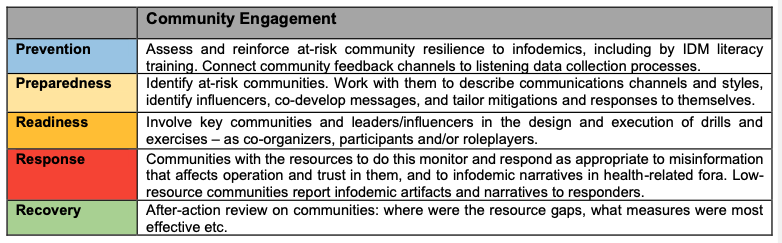 Community Engagement
Prevention
Assess and reinforce at-risk community resilience to infodemics, including by IDM literacy
training. Connect community feedback channels to listening data collection processes.
Preparedness
Identify at-risk communities. Work with them to describe communications channels and styles,
identify influencers, co-develop messages, and tailor mitigations and responses to themselves.
Readiness
Involve key communities and leaders/influencers in the design and execution of drills and
exercises – as co-organizers, participants and/or roleplayers.
Response
Communities with the resources to do this monitor and respond as appropriate to misinformation
that affects operation and trust in them, and to infodemic narratives in health-related fora. Low-
resource communities report infodemic artifacts and narratives to responders.
Recovery
After-action review on communities: where were the resource gaps, what measures were most
effective etc.